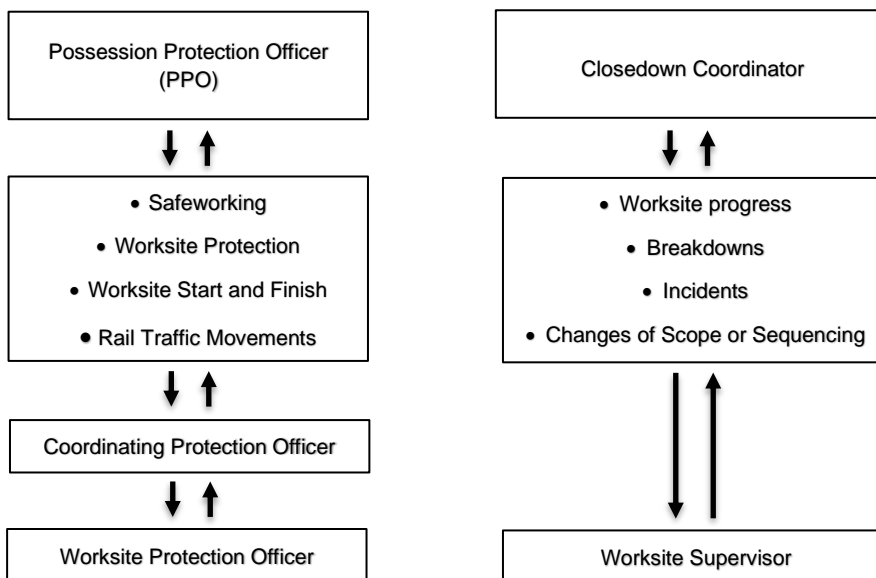 Possession Protection Officer
(PPO)
• Safeworking
• Worksite Protection
• Worksite Start and Finish
• Rail Traffic Movements
Coordinating Protection Officer
Worksite Protection Officer
Closedown Coordinator
• Worksite progress
• Breakdowns
• Incidents
• Changes of Scope or Sequencing
Worksite Supervisor